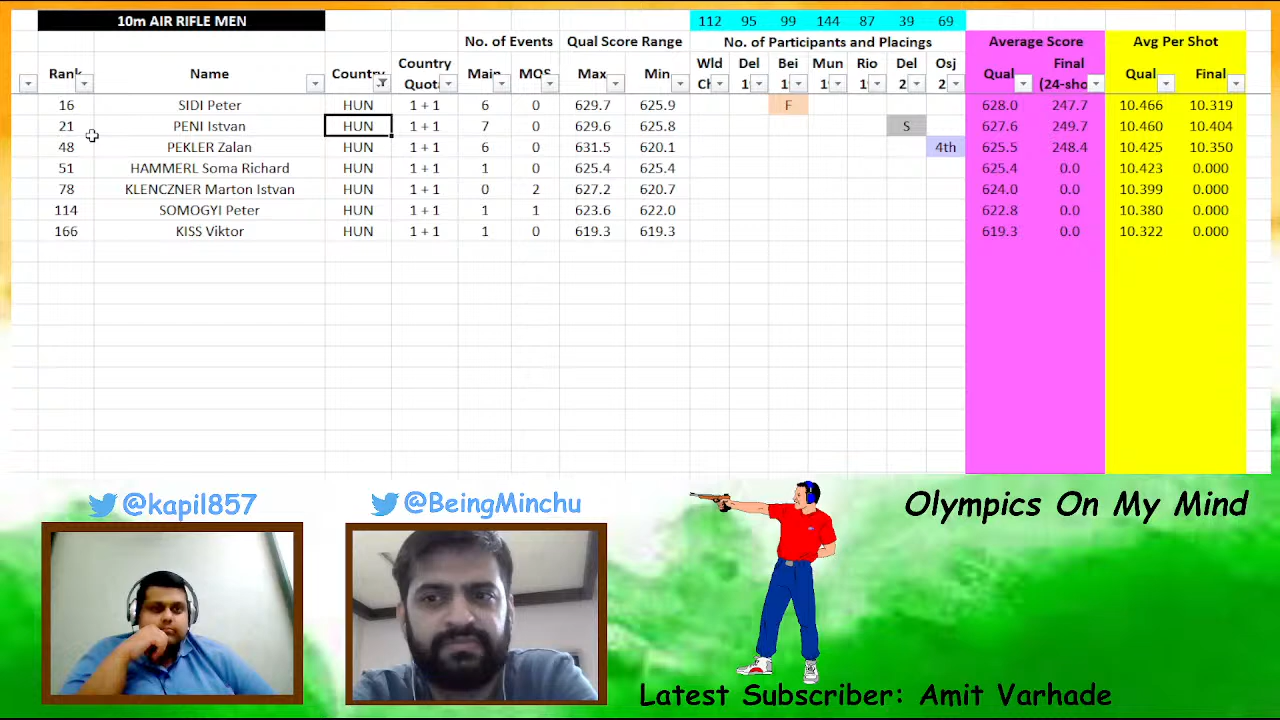 10m AIR RIFLE MEN 112 95 99 144 87 39 69
No. of Events Qual Score Range No. of Participants and Placings Average Score Avg Per Shot
Rank Name Country Country Quot Main MQS Max Min Wld Ch Del 1 Bei 1 Mun 1 Rio 1 Del 2 Osj 2 Qual Final (24-sho Qual Final
16 SIDI Peter HUN 1 + 1 6 0 629.7 625.9 F 628.0 247.7 10.466 10.319
21 PENI Istvan HUN 1 + 1 7 0 629.6 625.8 S 627.6 249.7 10.460 10.404
48 PEKLER Zalan HUN 1 + 1 6 0 631.5 620.1 4th 625.5 248.4 10.425 10.350
51 HAMMERL Soma Richard HUN 1 + 1 1 0 625.4 625.4 625.4 0.0 10.423 0.000
78 KLENCZNER Marton Istvan HUN 1 + 1 0 2 627.2 620.7 624.0 0.0 10.399 0.000
114 SOMOGYI Peter HUN 1 + 1 1 1 623.6 622.0 622.8 0.0 10.380 0.000
166 KISS Viktor HUN 1 + 1 1 0 619.3 619.3 619.3 0.0 10.322 0.000
@kapil857 @BeingMinchu Olympics On My Mind
Latest Subscriber: Amit Varhade